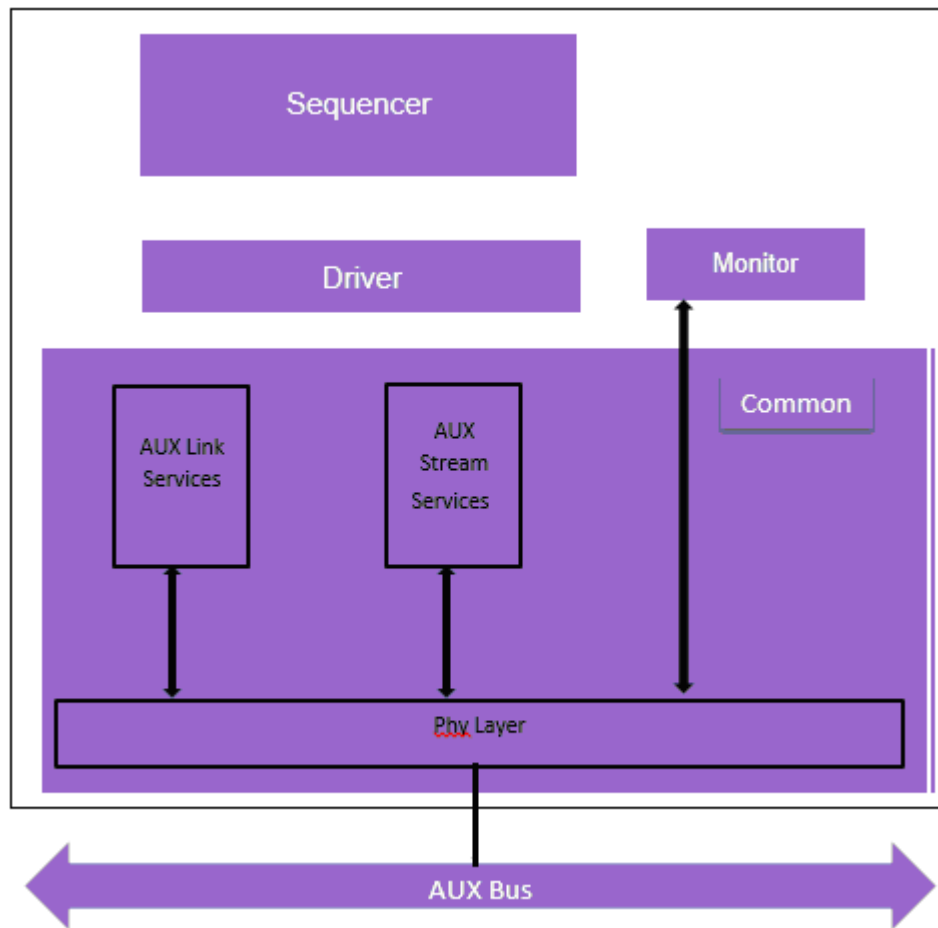 Sequencer
Driver
Monitor
Common
AUX Link
Services
AUX
Stream
Services
Phy Layer
AUX Bus